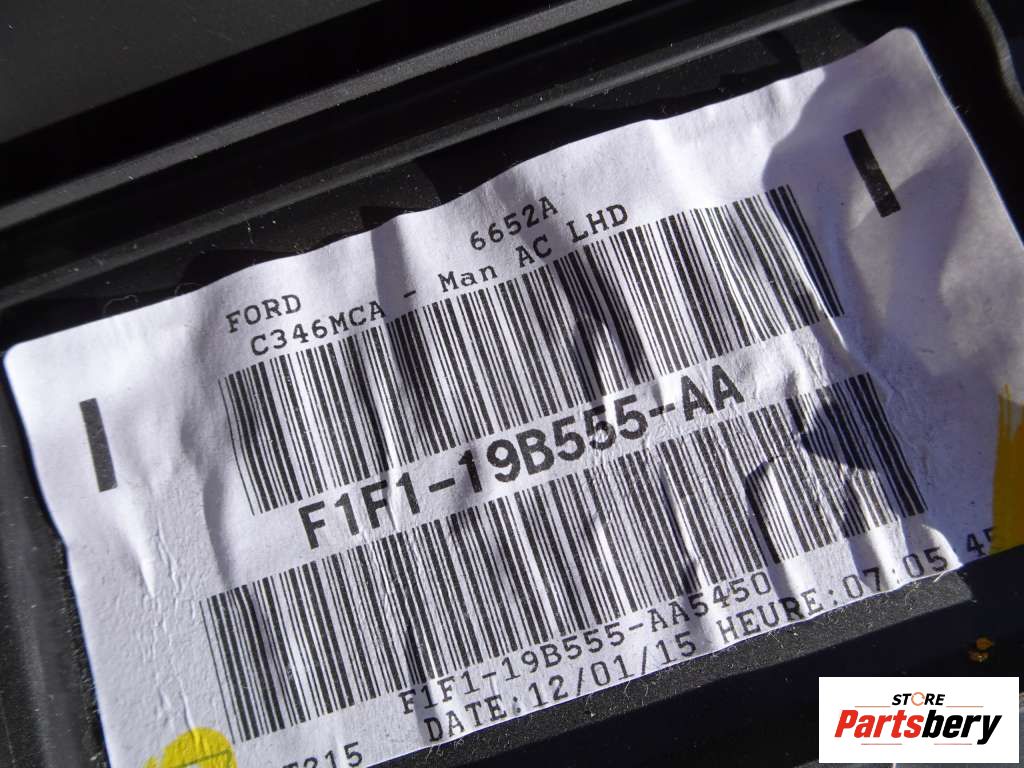 6652A
FORD
C346MCA - Man AC LHD
F1F1-19B555-AA
F1F1-19B555-AA5450
DATE:12/01/15 HEURE:07:05
STORE
Partsbery